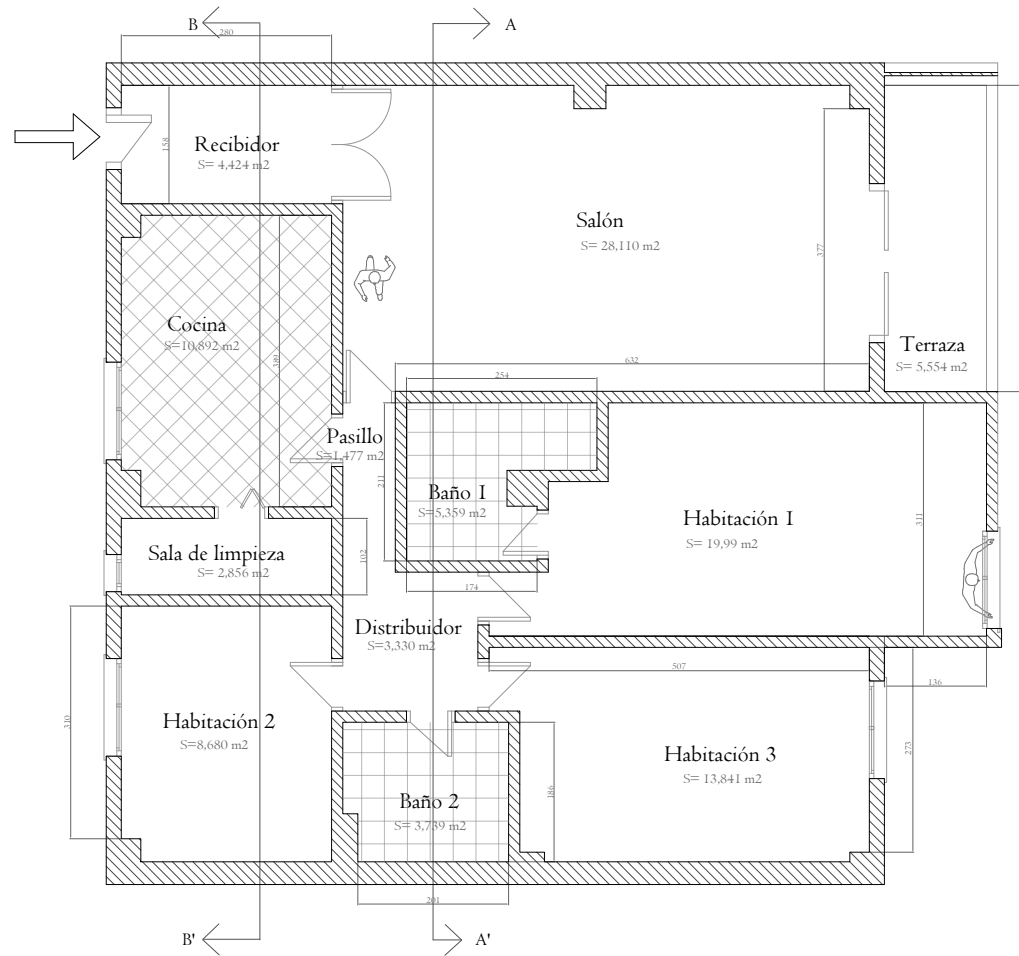 B
A
280
Recibidor
S= 4,424 m2
158
Salón
S= 28,110 m2
377
Cocina
S=10,892 m2
389
Terraza
S= 5,554 m2
632
254
Pasillo
S=1,477 m2
211
Baño 1
S=5,359 m2
Habitación 1
S= 19,99 m2
311
Sala de limpieza
S= 2,856 m2
102
174
Distribuidor
S=3,330 m2
507
136
Habitación 2
S=8,680 m2
310
Habitación 3
S= 13,841 m2
273
186
Baño 2
S= 3,739 m2
201
B'
A'